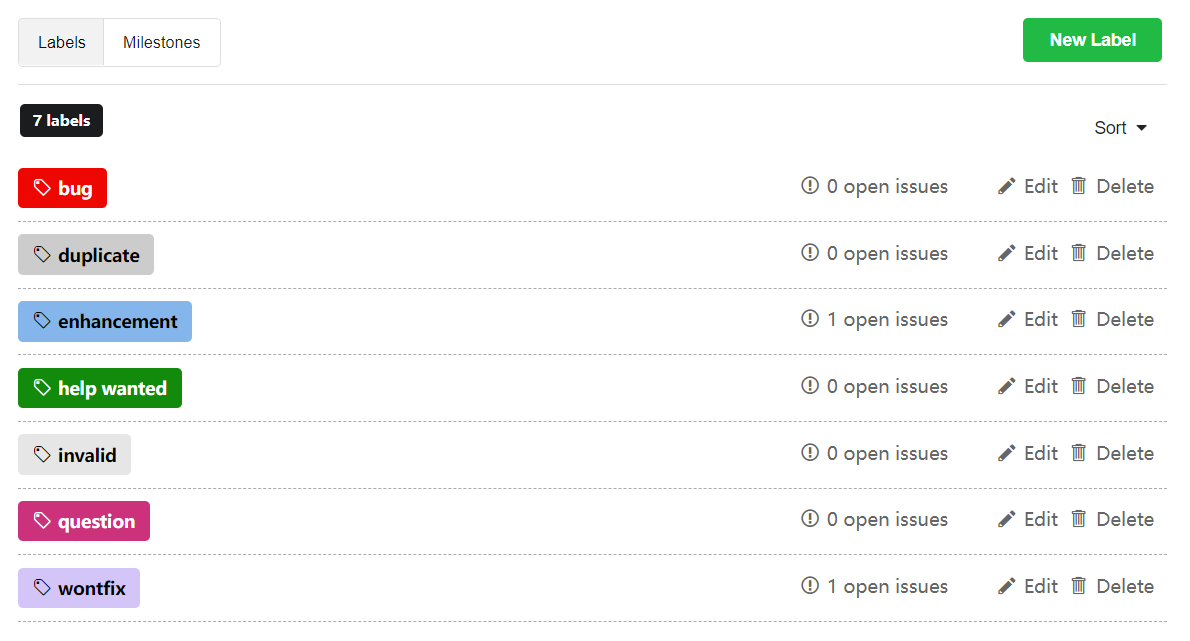 Labels Milestones New Label
7 labels
Sort
bug 0 open issues Edit Delete
duplicate 0 open issues Edit Delete
enhancement 1 open issues Edit Delete
help wanted 0 open issues Edit Delete
invalid 0 open issues Edit Delete
question 0 open issues Edit Delete
wontfix 1 open issues Edit Delete